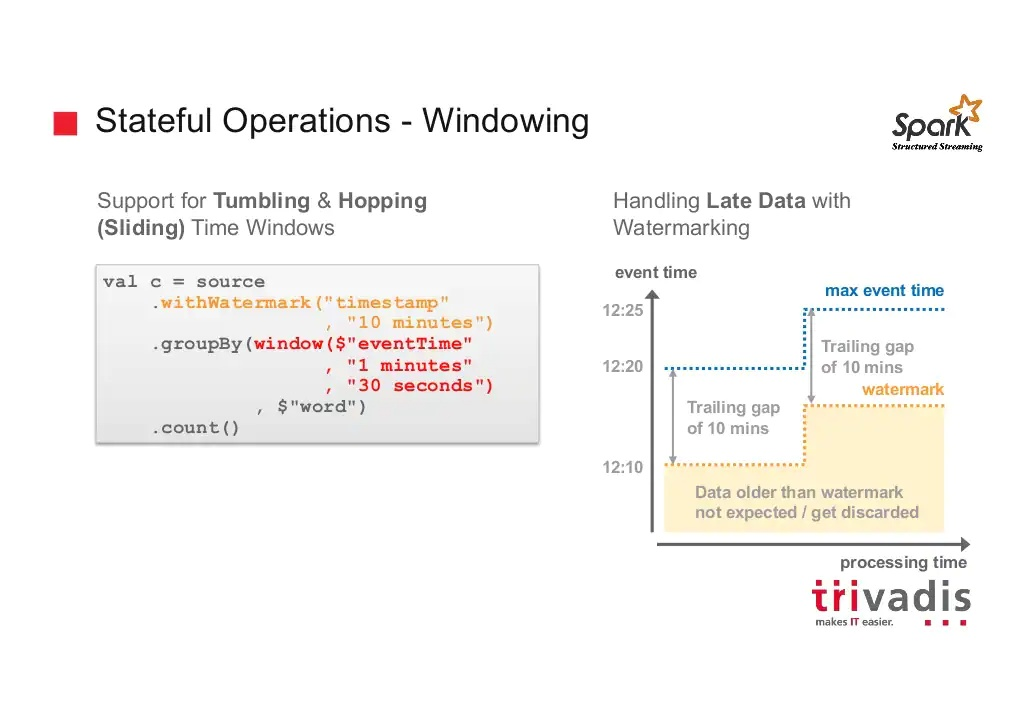 Stateful Operations - Windowing
Spark
Structured Streaming
Support for Tumbling & Hopping
(Sliding) Time Windows
val c = source
.withWatermark("timestamp"
, "10 minutes")
.groupBy(window($"eventTime"
, "1 minutes"
, "30 seconds")
, $"word")
.count()
Handling Late Data with
Watermarking
event time
max event time
12:25
Trailing gap
of 10 mins
12:20
watermark
Trailing gap
of 10 mins
12:10
Data older than watermark
not expected / get discarded
processing time
trivadis
makes IT easier.